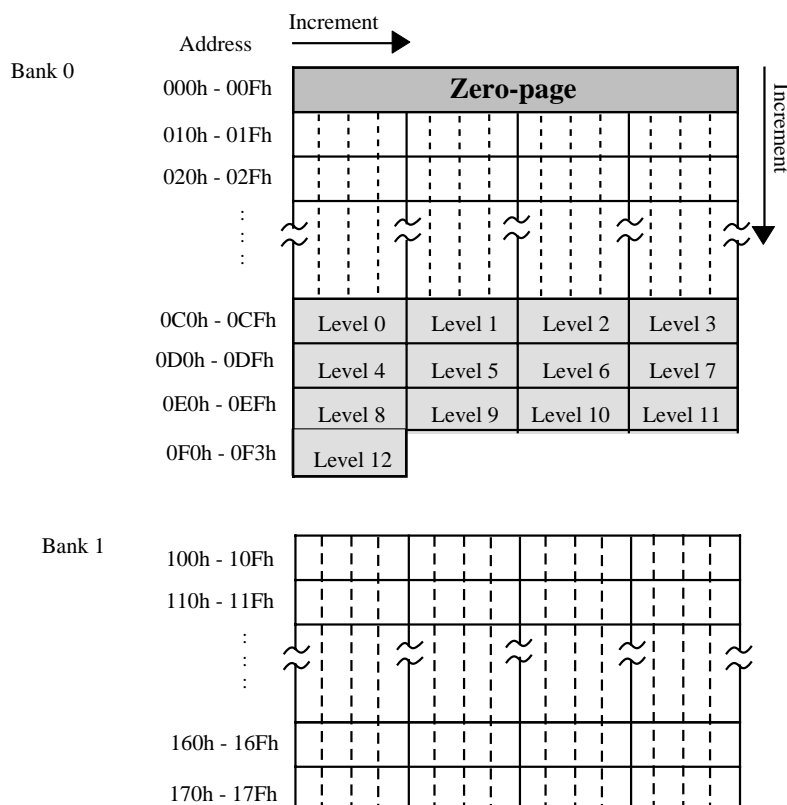 Increment
Address
Bank 0
000h - 00Fh Zero-page
Increment
010h - 01Fh
020h - 02Fh
0C0h - 0CFh Level 0 Level 1 Level 2 Level 3
0D0h - 0DFh Level 4 Level 5 Level 6 Level 7
0E0h - 0EFh Level 8 Level 9 Level 10 Level 11
0F0h - 0F3h Level 12
Bank 1
100h - 10Fh
110h - 11Fh
160h - 16Fh
170h - 17Fh